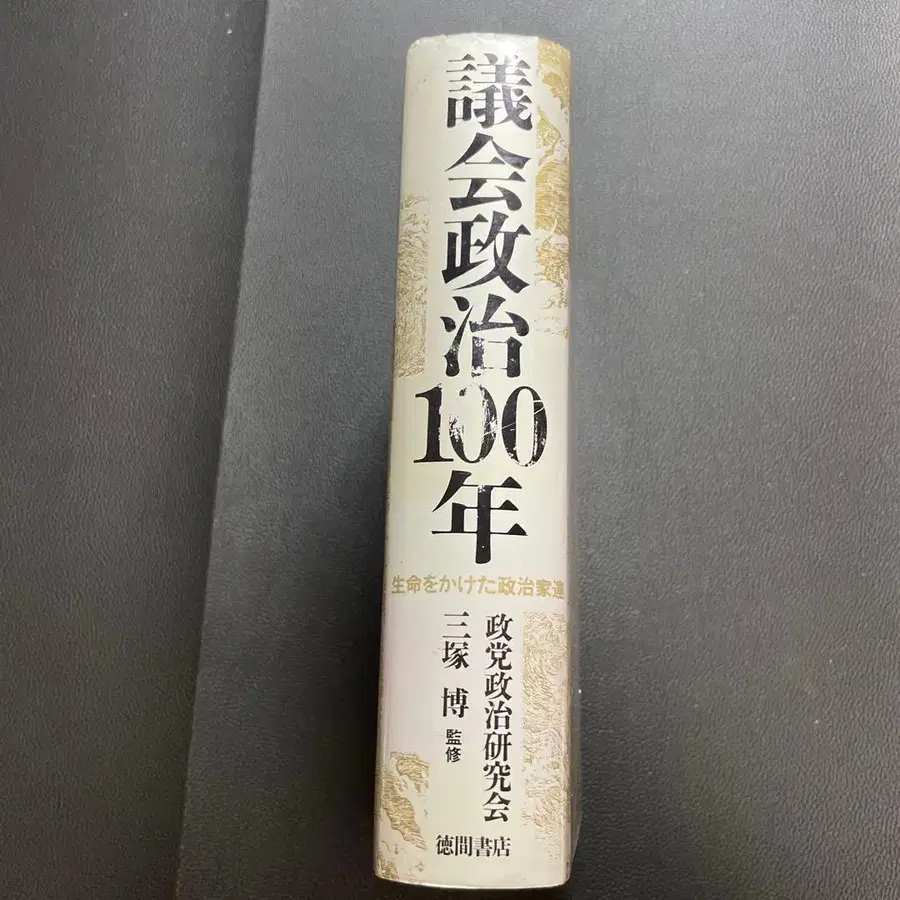 議会政治100年
生命をかけた政治家達
政党政治研究会
三塚 博 監修
徳間書店